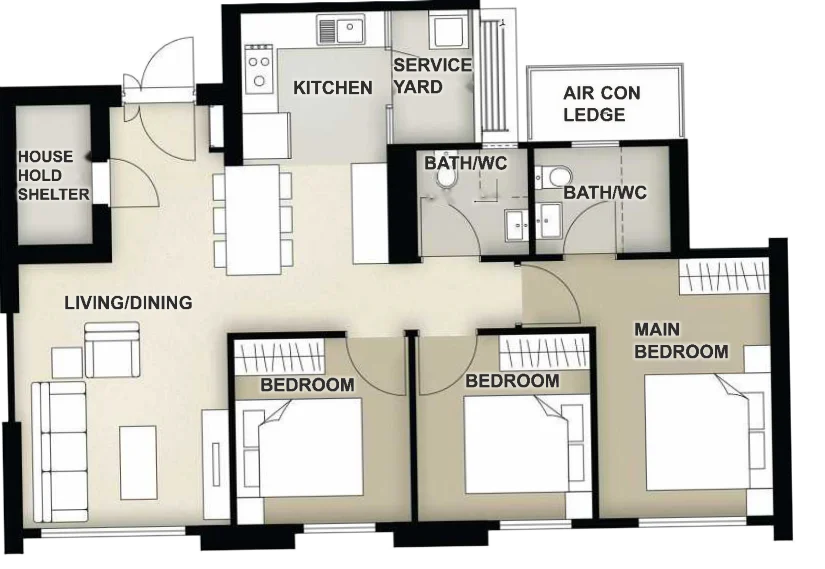 KITCHEN
SERVICE
YARD
AIR CON
LEDGE
HOUSE
HOLD
SHELTER
BATH/WC
BATH/WC
LIVING/DINING
MAIN
BEDROOM
BEDROOM
BEDROOM